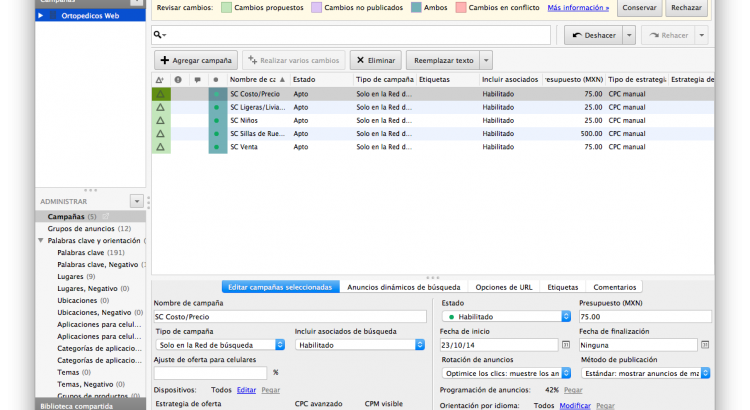 Campañas
Revisar cambios: Cambios propuestos Cambios no publicados Ambos Cambios en conflicto Más información » Conservar Rechazar
Ortopedicos Web
Deshacer Rehacer
Agregar campaña Realizar varios cambios Eliminar Reemplazar texto
Nombre de ca Estado Tipo de campaña Etiquetas Incluir asociados resupuesto (MXN) Tipo de estrateg Estrategia de
SC Costo/Precio Apto Solo en la Red d... Habilitado 75.00 CPC manual
SC Ligeras/Livia... Apto Solo en la Red d... Habilitado 25.00 CPC manual
SC Niños Apto Solo en la Red d... Habilitado 25.00 CPC manual
SC Sillas de Rue... Apto Solo en la Red d... Habilitado 500.00 CPC manual
SC Venta Apto Solo en la Red d... Habilitado 75.00 CPC manual
ADMINISTRAR
Campañas (5)
Grupos de anuncios (12)
Palabras clave y orientación (
Palabras clave (191)
Palabras clave, Negativo (
Lugares (9)
Lugares, Negativo (0)
Ubicaciones (0)
Ubicaciones, Negativo (0)
Aplicaciones para celul...
Aplicaciones para celul...
Categorías de aplicacio...
Categorías de aplicacio...
Temas (0)
Temas, Negativo (0)
Grupos de productos (0)
Biblioteca compartida
Editar campañas seleccionadas Anuncios dinámicos de búsqueda Opciones de URL Etiquetas Comentarios
Nombre de campaña Estado Presupuesto (MXN)
SC Costo/Precio Habilitado 75.00
Tipo de campaña Incluir asociados de búsqueda Fecha de inicio Fecha de finalización
Solo en la Red de búsqueda Habilitado 23/10/14 Ninguna
Ajuste de oferta para celulares Rotación de anuncios Método de publicación
% Optimice los clics: muestre los an Estándar: mostrar anuncios de ma
Dispositivos: Todos Editar Pegar Programación de anuncios: 42% Pegar
Estrategia de oferta CPC avanzado CPM visible Orientación por idioma: Todos Modificar Pegar